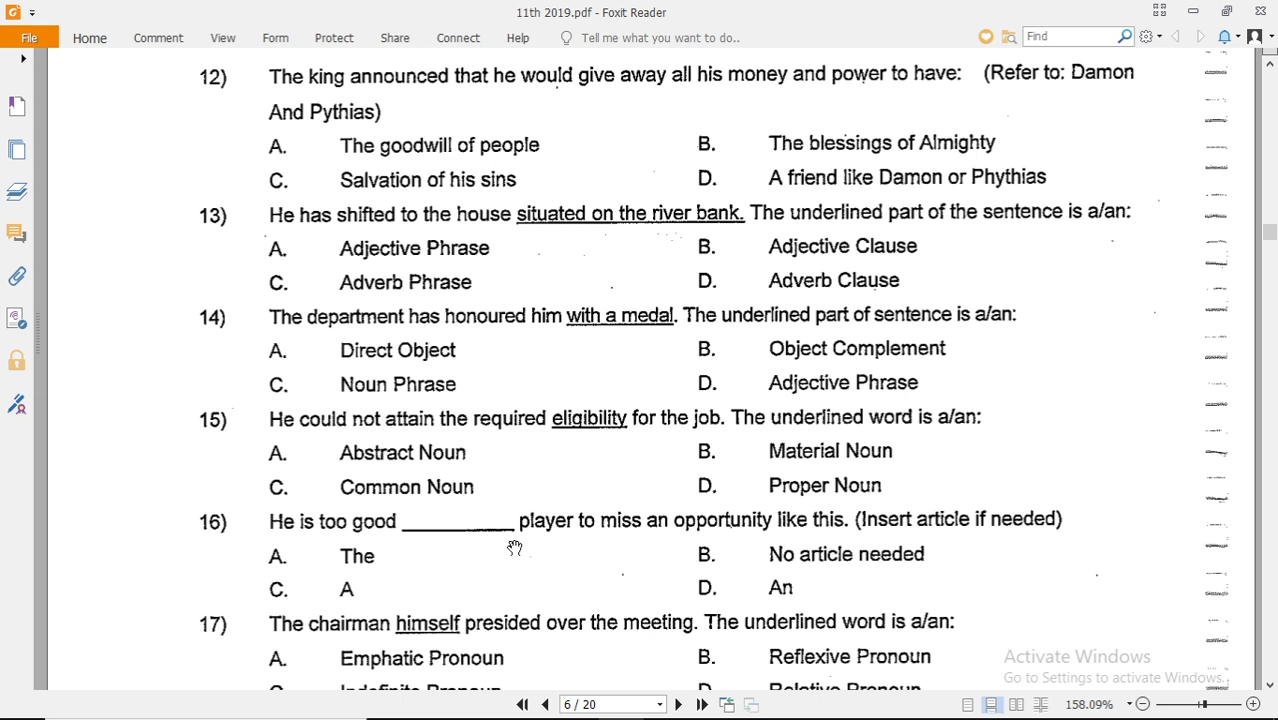 11th 2019.pdf - Foxit Reader
File Home Comment View Form Protect Share Connect Help Tell me what you want to do.. Find
12) The king announced that he would give away all his money and power to have: (Refer to: Damon
And Pythias)
A. The goodwill of people B. The blessings of Almighty
C. Salvation of his sins D. A friend like Damon or Phythias
13) He has shifted to the house situated on the river bank. The underlined part of the sentence is a/an:
A. Adjective Phrase B. Adjective Clause
C. Adverb Phrase D. Adverb Clause
14) The department has honoured him with a medal. The underlined part of sentence is a/an:
A. Direct Object B. Object Complement
C. Noun Phrase D. Adjective Phrase
15) He could not attain the required eligibility for the job. The underlined word is a/an:
A. Abstract Noun B. Material Noun
C. Common Noun D. Proper Noun
16) He is too good __________ player to miss an opportunity like this. (Insert article if needed)
A. The B. No article needed
C. A D. An
17) The chairman himself presided over the meeting. The underlined word is a/an:
A. Emphatic Pronoun B. Reflexive Pronoun
C. Indefinite Pronoun D. Relative Pronoun
Activate Windows
Go to Settings to activate Windows.
6 / 20 158.09%